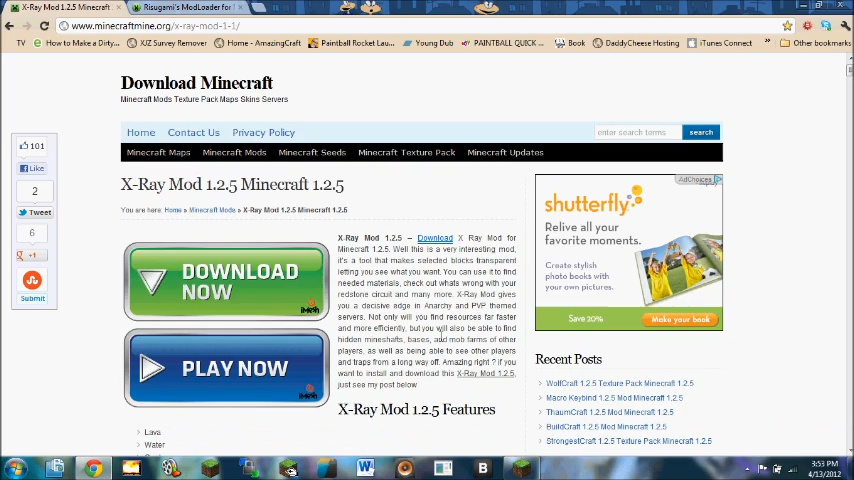 X-Ray Mod 1.2.5 Minecraft
Risugami's ModLoader for
www.minecraftmine.org/x-ray-mod-1-1/
TV
How to Make a Dirty...
XJZ Survey Remover
Home - AmazingCraft
Paintball Rocket Lau...
Young Dub
PAINTBALL QUICK ...
Book
DaddyCheese Hosting
iTunes Connect
»
Other bookmarks
Download Minecraft
Minecraft Mods Texture Pack Maps Skins Servers
Home
Contact Us
Privacy Policy
enter search terms
search
Minecraft Maps
Minecraft Mods
Minecraft Seeds
Minecraft Texture Pack
Minecraft Updates
101
Like
2
Tweet
6
+1
Submit
X-Ray Mod 1.2.5 Minecraft 1.2.5
You are here: Home » Minecraft Mods » X-Ray Mod 1.2.5 Minecraft 1.2.5
DOWNLOAD
NOW
PLAY NOW
X-Ray Mod 1.2.5 – Download X Ray Mod for
Minecraft 1.2.5. Well this is a very interesting mod,
it's a tool that makes selected blocks transparent
letting you see what you want. You can use it to find
needed materials, check out whats wrong with your
redstone circuit and many more. X-Ray Mod gives
you a decisive edge in Anarchy and PVP themed
servers. Not only will you find resources far faster
and more efficiently, but you will also be able to find
hidden mineshafts, bases, and mob farms of other
players, as well as being able to see other players
and traps from a long way off. Amazing right ? if you
want to install and download this X-Ray Mod 1.2.5,
just see my post below
X-Ray Mod 1.2.5 Features
Lava
Water
AdChoices
shutterfly
Relive all your
favorite moments.
Create stylish
photo books
and your own pictures.
Save 20%
Make your book
Recent Posts
WolfCraft 1.2.5 Texture Pack Minecraft 1.2.5
Macro Keybind 1.2.5 Mod Minecraft 1.2.5
ThaumCraft 1.2.5 Mod Minecraft 1.2.5
BuildCraft 1.2.5 Mod Minecraft 1.2.5
StrongestCraft 1.2.5 Texture Pack Minecraft 1.2.5
3:53 PM
4/13/2012